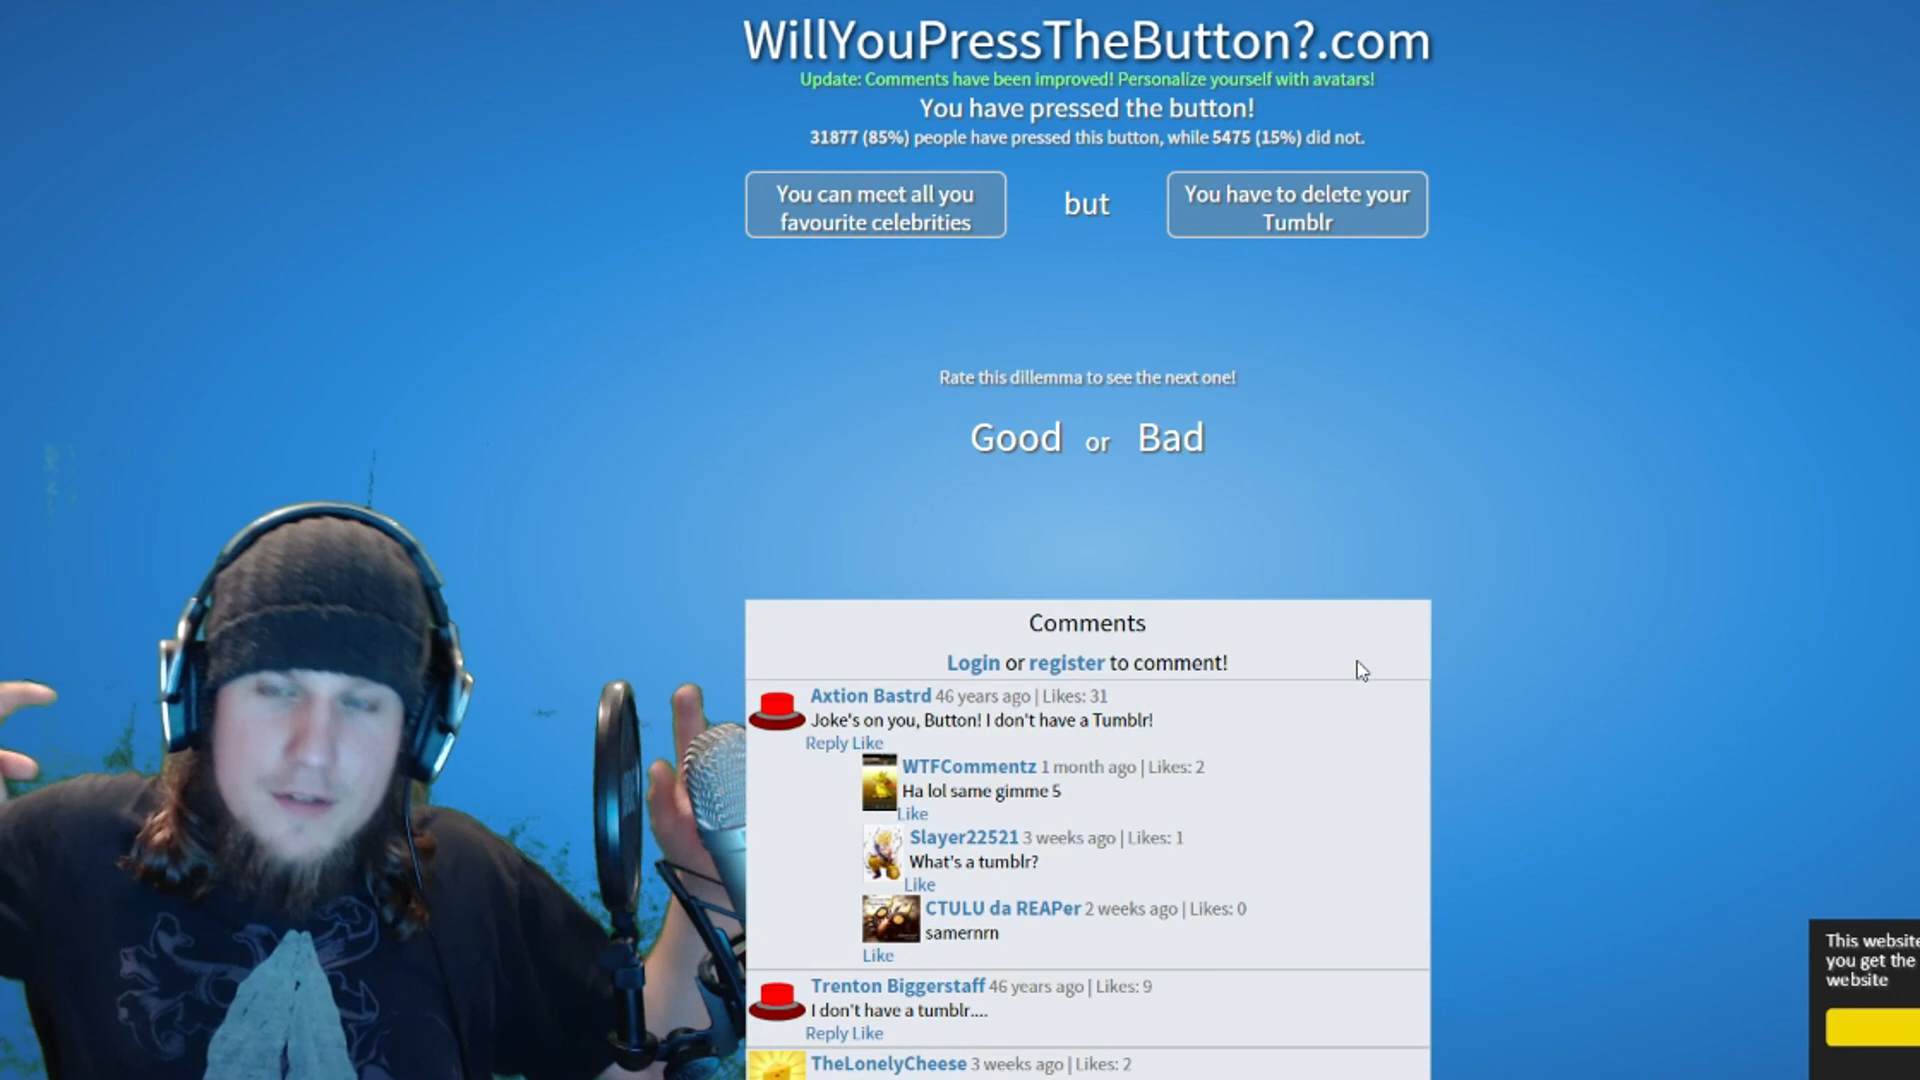 WillYouPressTheButton?.com
Update: Comments have been improved! Personalize yourself with avatars!
You have pressed the button!
31877 (85%) people have pressed this button, while 5475 (15%) did not.
You can meet all you
favourite celebrities
but
You have to delete your
Tumblr
Rate this dillemma to see the next one!
Good or Bad
Comments
Login or register to comment!
Axtion Bastrd 46 years ago | Likes: 31
Joke's on you, Button! I don't have a Tumblr!
Reply Like
WTFCommentz 1 month ago | Likes: 2
Ha lol same gimme 5
Like
Slayer22521 3 weeks ago | Likes: 1
What's a tumblr?
Like
CTULU da REAPer 2 weeks ago | Likes: 0
samernrn
Like
Trenton Biggerstaff 46 years ago | Likes: 9
I don't have a tumblr....
Reply Like
TheLonelyCheese 3 weeks ago | Likes: 2
This website
you get the
website